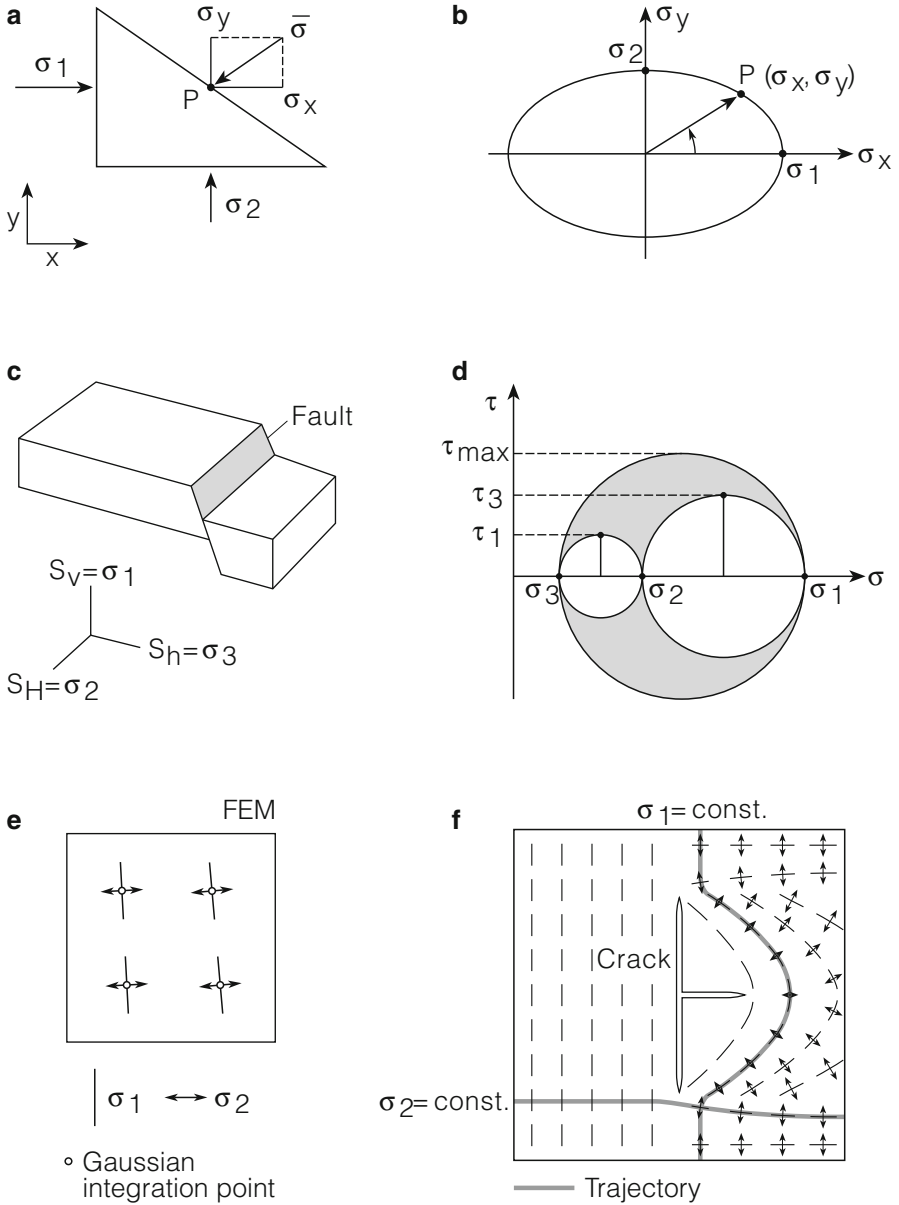 a
σ1
σy
σ̅
P
σx
σ2
y
x
b
σy
σ2
P (σx, σy)
σ1
σx
c
Fault
Sv=σ1
Sh=σ3
SH=σ2
d
τ
τmax
τ3
τ1
σ3
σ2
σ1
σ
e
FEM
σ1
σ2
Gaussian
integration point
f
σ1= const.
Crack
σ2= const.
Trajectory